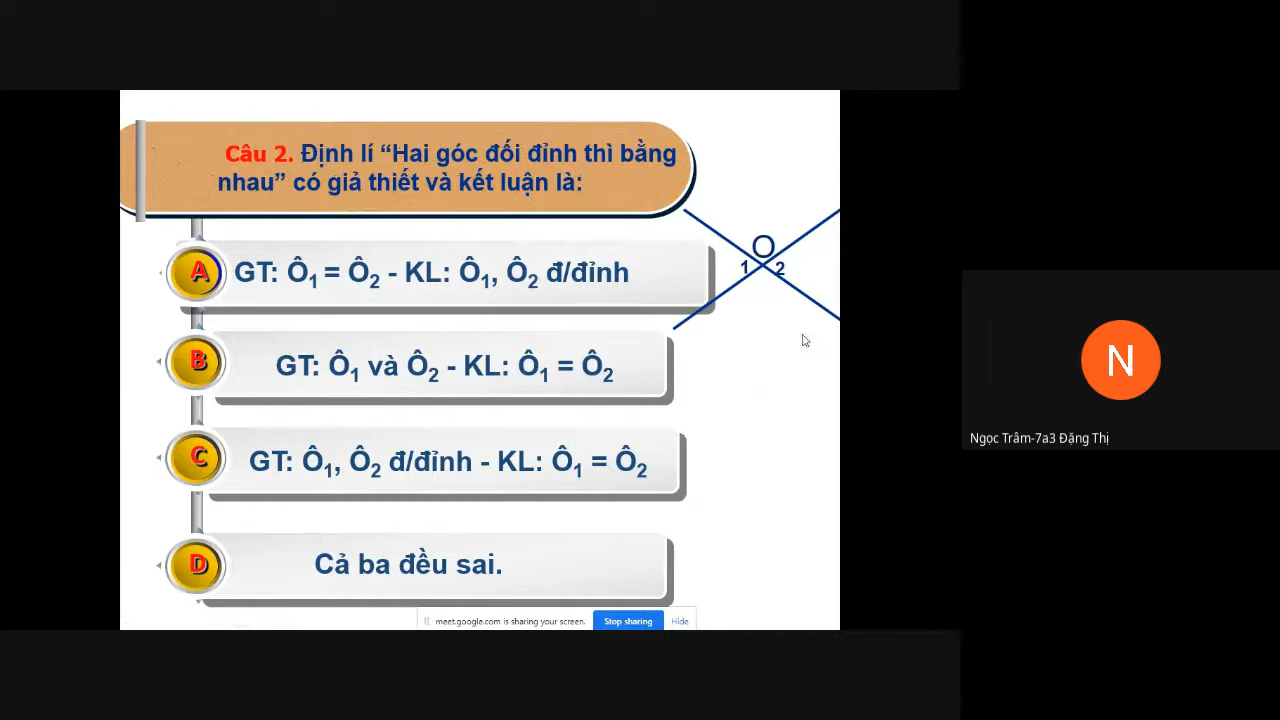 Câu 2. Định lí “Hai góc đối đỉnh thì bằng
nhau” có giả thiết và kết luận là:
O
1 2
A GT: Ô1 = Ô2 - KL: Ô1, Ô2 đ/đỉnh
B GT: Ô1 và Ô2 - KL: Ô1 = Ô2
C GT: Ô1, Ô2 đ/đỉnh - KL: Ô1 = Ô2
D Cả ba đều sai.
meet.google.com is sharing your screen. Stop sharing Hide
N
Ngọc Trâm-7a3 Đặng Thị